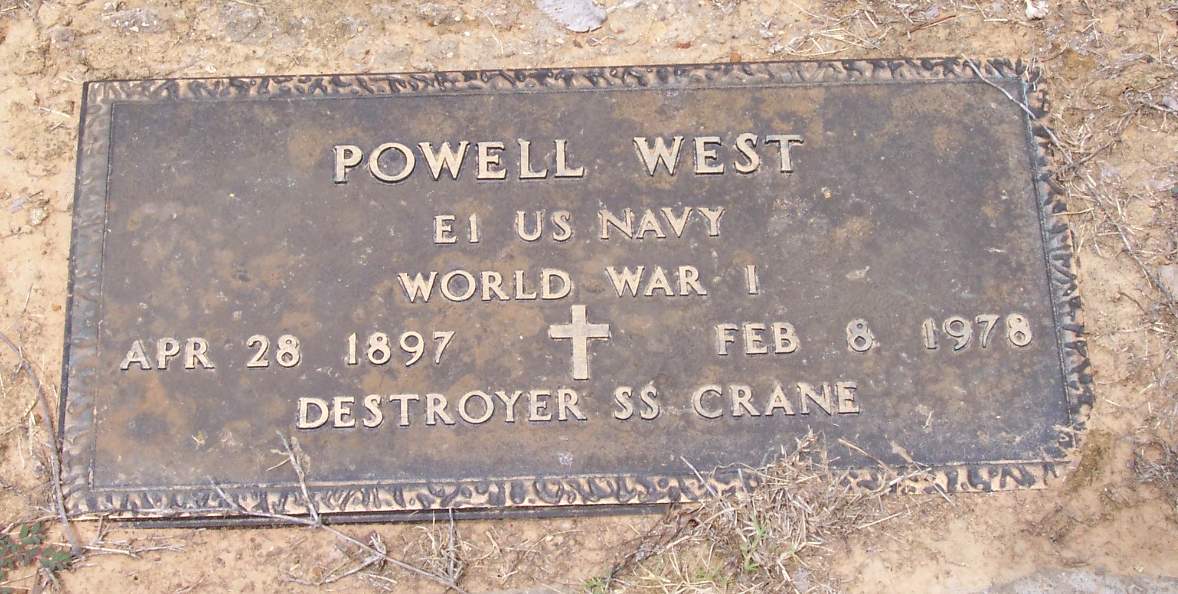 POWELL WEST
E1 US NAVY
WORLD WAR I
APR 28 1897 FEB 8 1978
DESTROYER SS CRANE